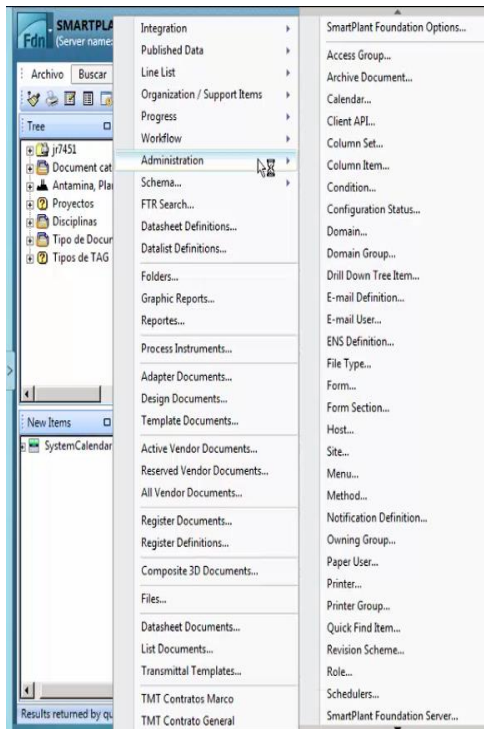 SMARTPLA
Fdn
(Server name:
Archivo Buscar
Tree
jr7451
Document cat
Antamina, Pla
Proyectos
Disciplinas
Tipo de Docur
Tipos de TAG
New Items
SystemCalendar
Results returned by qu
Integration
Published Data
Line List
Organization / Support Items
Progress
Workflow
Administration
Schema...
FTR Search...
Datasheet Definitions...
Datalist Definitions...
Folders...
Graphic Reports...
Reportes...
Process Instruments...
Adapter Documents...
Design Documents...
Template Documents...
Active Vendor Documents...
Reserved Vendor Documents...
All Vendor Documents...
Register Documents...
Register Definitions...
Composite 3D Documents...
Files...
Datasheet Documents...
List Documents...
Transmittal Templates...
TMT Contratos Marco
TMT Contrato General
SmartPlant Foundation Options...
Access Group...
Archive Document...
Calendar...
Client API...
Column Set...
Column Item...
Condition...
Configuration Status...
Domain...
Domain Group...
Drill Down Tree Item...
E-mail Definition...
E-mail User...
ENS Definition...
File Type...
Form...
Form Section...
Host...
Site...
Menu...
Method...
Notification Definition...
Owning Group...
Paper User...
Printer...
Printer Group...
Quick Find Item...
Revision Scheme...
Role...
Schedulers...
SmartPlant Foundation Server...